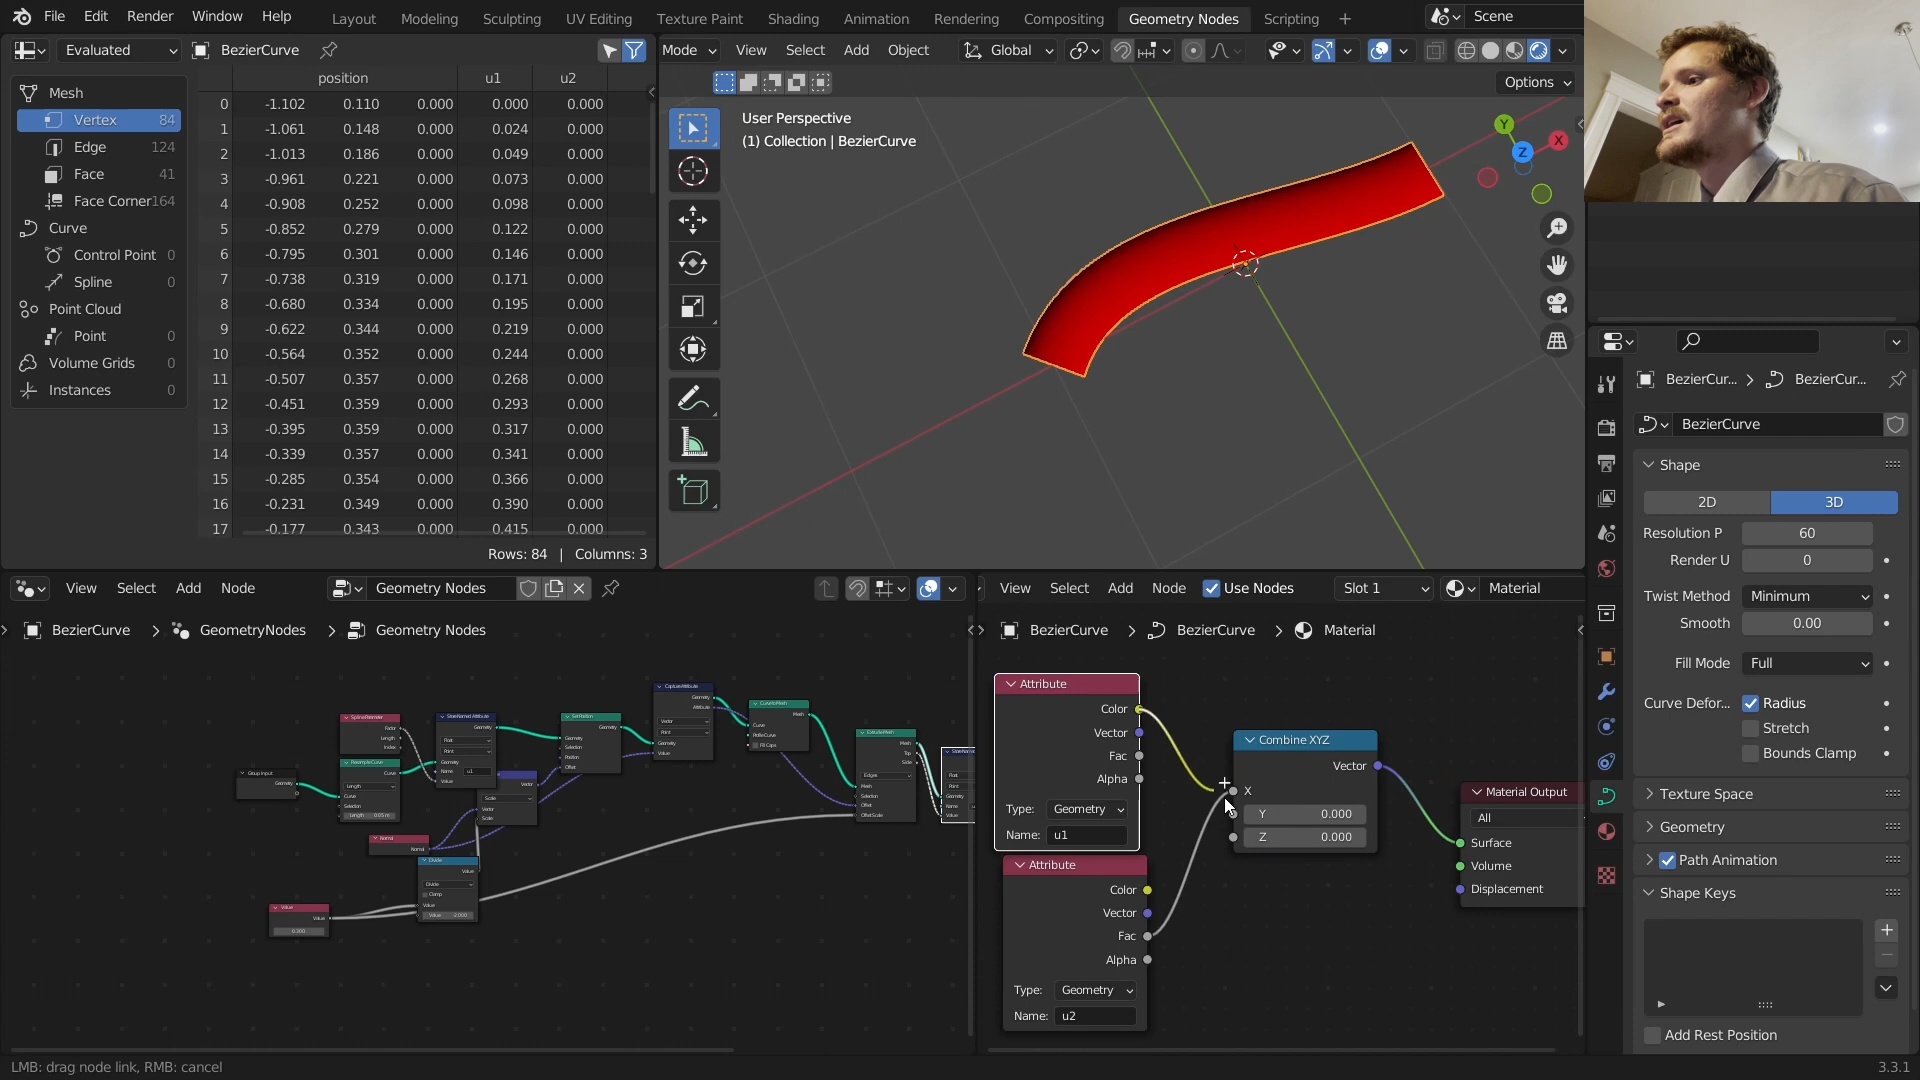 File Edit Render Window Help Layout Modeling Sculpting UV Editing Texture Paint Shading Animation Rendering Compositing Geometry Nodes Scripting + Scene
Evaluated BezierCurve
Mode View Select Add Object Global
Options
Mesh
Vertex 84
Edge 124
Face 41
Face Corner 164
Curve
Control Point 0
Spline 0
Point Cloud
Point 0
Volume Grids 0
Instances 0
position u1 u2
0 -1.102 0.110 0.000 0.000 0.000
1 -1.061 0.148 0.000 0.024 0.000
2 -1.013 0.186 0.000 0.049 0.000
3 -0.961 0.221 0.000 0.073 0.000
4 -0.908 0.252 0.000 0.098 0.000
5 -0.852 0.279 0.000 0.122 0.000
6 -0.795 0.301 0.000 0.146 0.000
7 -0.738 0.319 0.000 0.171 0.000
8 -0.680 0.334 0.000 0.195 0.000
9 -0.622 0.344 0.000 0.219 0.000
10 -0.564 0.352 0.000 0.244 0.000
11 -0.507 0.357 0.000 0.268 0.000
12 -0.451 0.359 0.000 0.293 0.000
13 -0.395 0.359 0.000 0.317 0.000
14 -0.339 0.357 0.000 0.341 0.000
15 -0.285 0.354 0.000 0.366 0.000
16 -0.231 0.349 0.000 0.390 0.000
17 -0.177 0.343 0.000 0.415 0.000
Rows: 84 | Columns: 3
User Perspective
(1) Collection | BezierCurve
Y X Z
BezierCur... BezierCur...
BezierCurve
Shape
2D 3D
Resolution P 60
Render U 0
Twist Method Minimum
Smooth 0.00
Fill Mode Full
Curve Defor... Radius
Stretch
Bounds Clamp
Texture Space
Geometry
Path Animation
Shape Keys
Add Rest Position
View Select Add Node Geometry Nodes
BezierCurve GeometryNodes Geometry Nodes
Group Input
Geometry
Normal
Normal
Value
Value
0.300
Divide
Value
Divide
Clamp
Value
Value -2.000
View Select Add Node Use Nodes Slot 1 Material
BezierCurve BezierCurve Material
Attribute
Color
Vector
Fac
Alpha
Type: Geometry
Name: u1
Attribute
Color
Vector
Fac
Alpha
Type: Geometry
Name: u2
Combine XYZ
Vector
X
Y 0.000
Z 0.000
Material Output
All
Surface
Volume
Displacement
LMB: drag node link, RMB: cancel
3.3.1